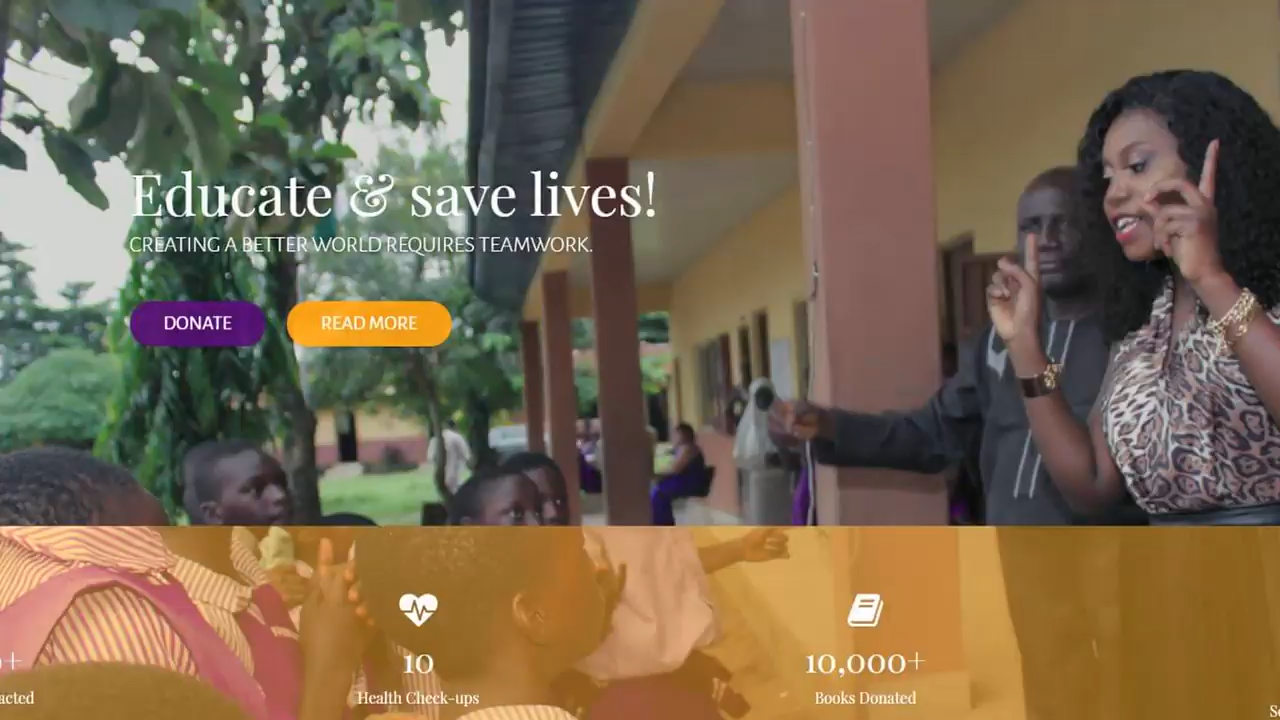 Educate & save lives!
CREATING A BETTER WORLD REQUIRES TEAMWORK.
DONATE
READ MORE
10
10,000+
Health Check-ups
Books Donated